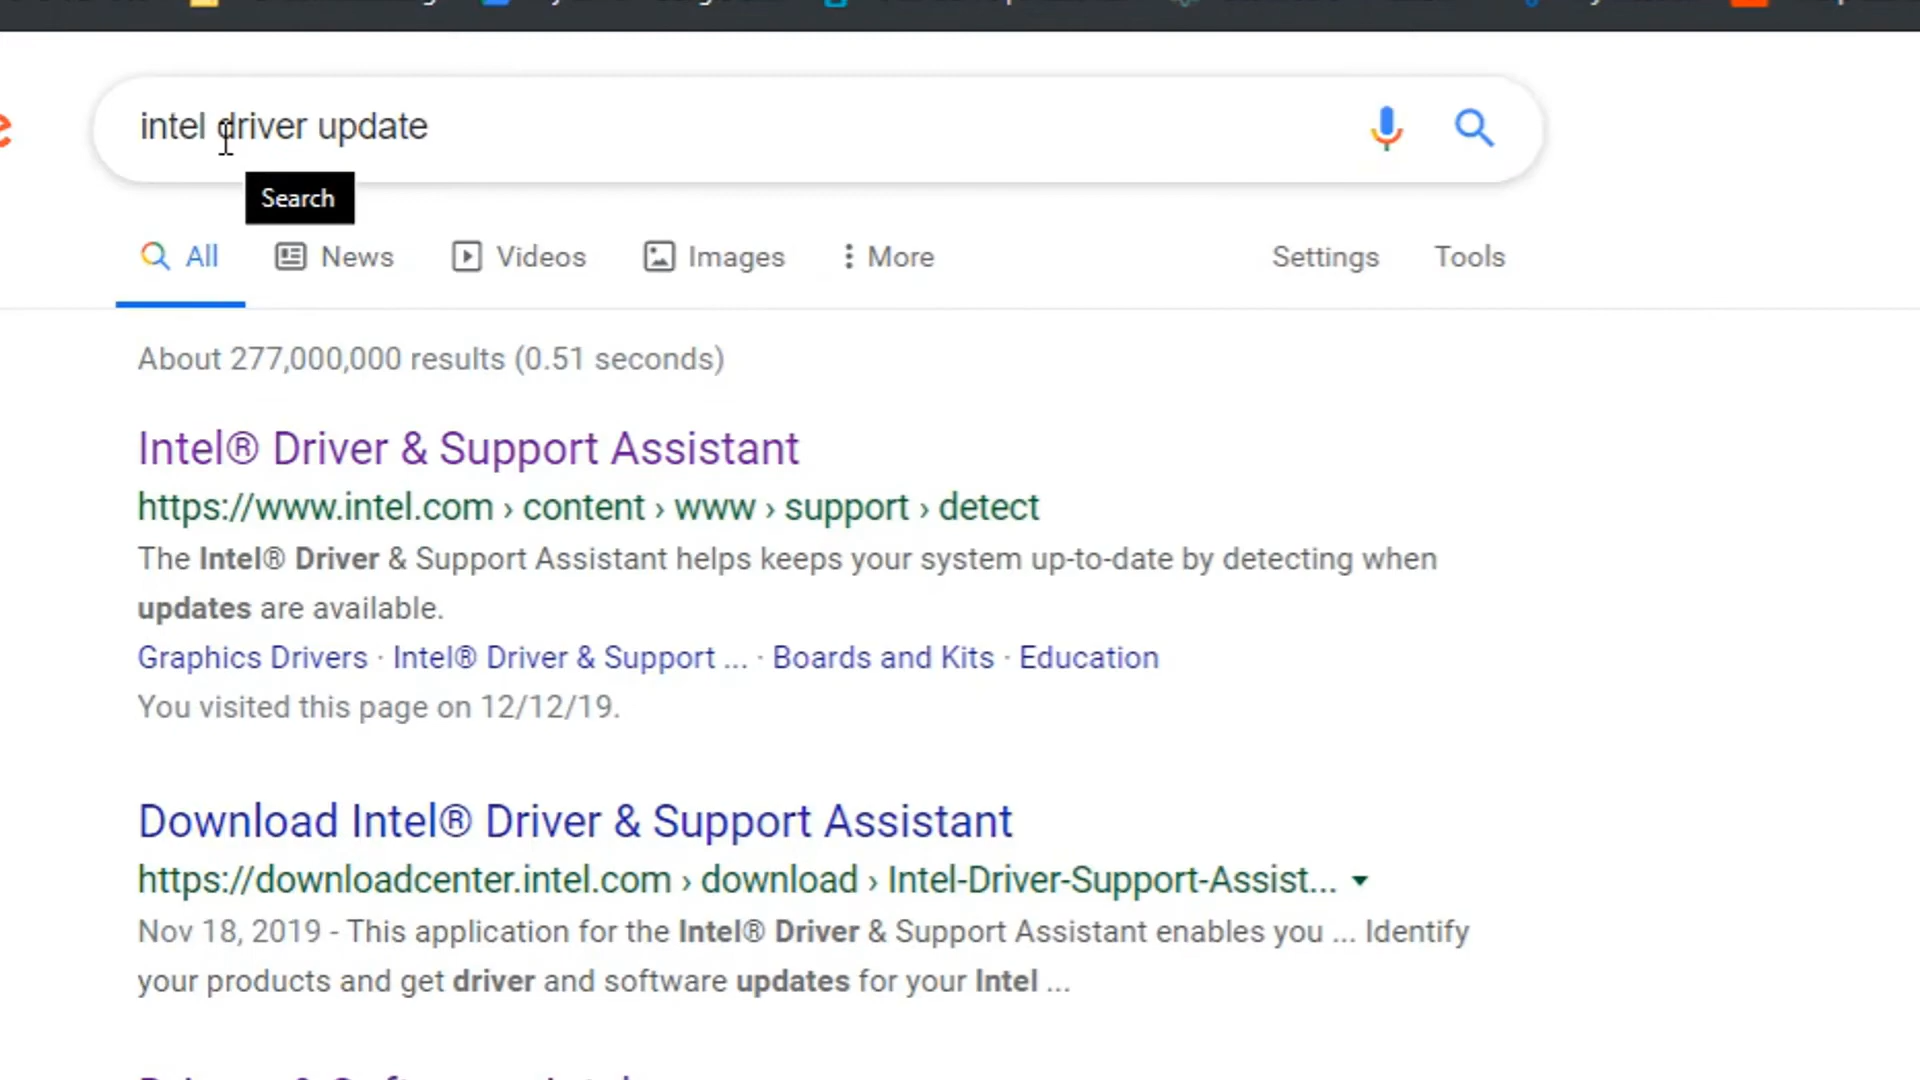 intel driver update
Search
All News Videos Images More Settings Tools
About 277,000,000 results (0.51 seconds)
Intel® Driver & Support Assistant
https://www.intel.com › content › www › support › detect
The Intel® Driver & Support Assistant helps keeps your system up-to-date by detecting when
updates are available.
Graphics Drivers · Intel® Driver & Support ... · Boards and Kits · Education
You visited this page on 12/12/19.
Download Intel® Driver & Support Assistant
https://downloadcenter.intel.com › download › Intel-Driver-Support-Assist...
Nov 18, 2019 - This application for the Intel® Driver & Support Assistant enables you ... Identify
your products and get driver and software updates for your Intel ...